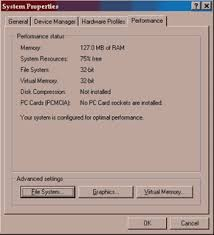 System Properties
General
Device Manager
Hardware Profiles
Performance
Performance status
Memory: 127.0 MB of RAM
System Resources: 75% free
File System: 32-bit
Virtual Memory: 32-bit
Disk Compression: Not installed
PC Cards (PCMCIA): No PC Card sockets are installed.
Your system is configured for optimal performance.
Advanced settings
File System...
Graphics...
Virtual Memory...
OK
Cancel